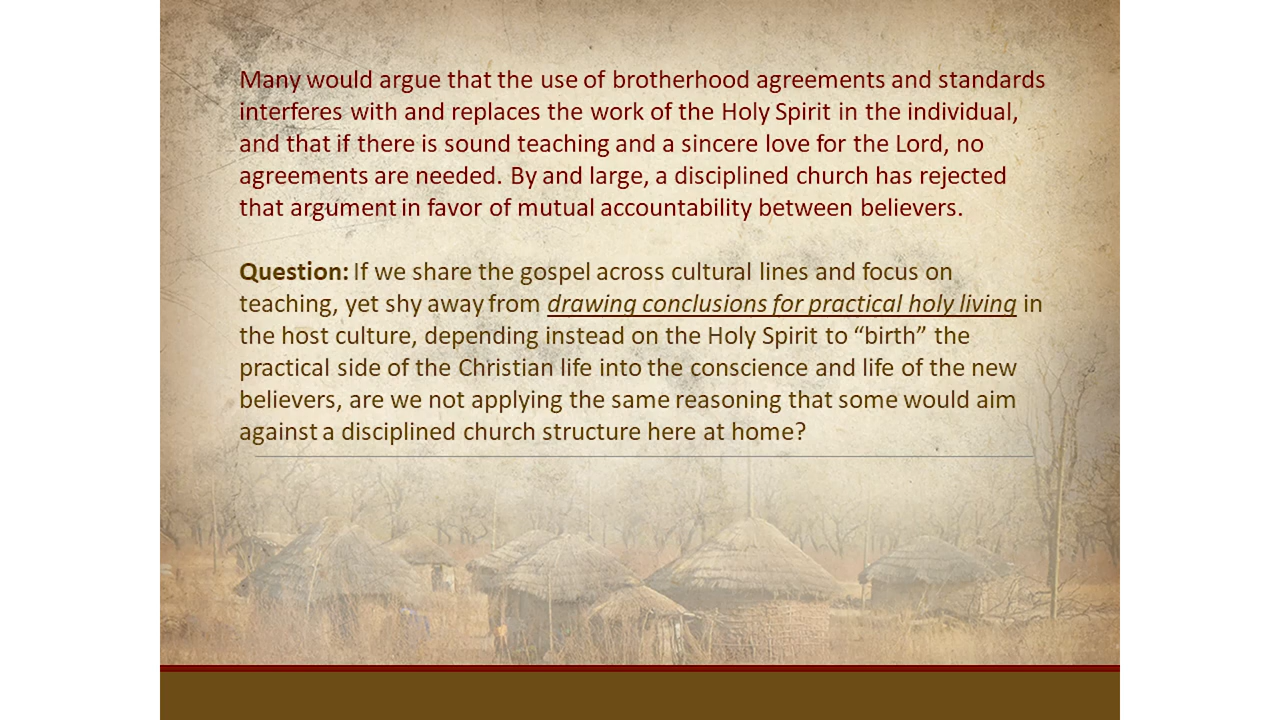 Many would argue that the use of brotherhood agreements and standards
interferes with and replaces the work of the Holy Spirit in the individual,
and that if there is sound teaching and a sincere love for the Lord, no
agreements are needed. By and large, a disciplined church has rejected
that argument in favor of mutual accountability between believers.
Question: If we share the gospel across cultural lines and focus on
teaching, yet shy away from drawing conclusions for practical holy living in
the host culture, depending instead on the Holy Spirit to “birth” the
practical side of the Christian life into the conscience and life of the new
believers, are we not applying the same reasoning that some would aim
against a disciplined church structure here at home?